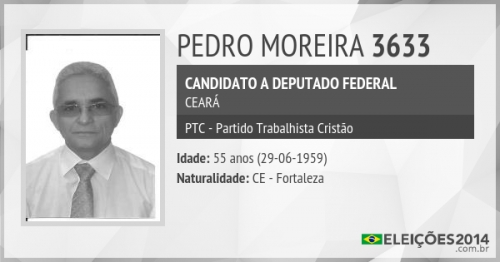 PEDRO MOREIRA 3633
CANDIDATO A DEPUTADO FEDERAL
CEARÁ
PTC - Partido Trabalhista Cristão
Idade: 55 anos (29-06-1959)
Naturalidade: CE - Fortaleza
ELEIÇÕES2014
.com.br